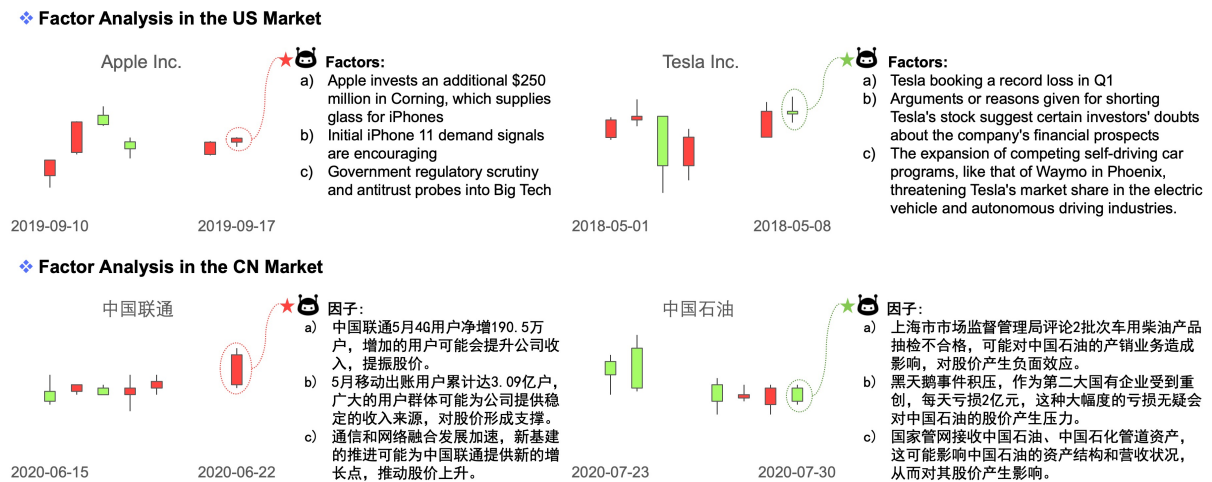 Factor Analysis in the US Market
Apple Inc.
Factors:
a) Apple invests an additional $250
million in Corning, which supplies
glass for iPhones
b) Initial iPhone 11 demand signals
are encouraging
c) Government regulatory scrutiny
and antitrust probes into Big Tech
2019-09-10
2019-09-17
Tesla Inc.
Factors:
a) Tesla booking a record loss in Q1
b) Arguments or reasons given for shorting
Tesla's stock suggest certain investors' doubts
about the company's financial prospects
c) The expansion of competing self-driving car
programs, like that of Waymo in Phoenix,
threatening Tesla's market share in the electric
vehicle and autonomous driving industries.
2018-05-01
2018-05-08
Factor Analysis in the CN Market
中国联通
因子:
a) 中国联通5月4G用户净增190.5万
户，增加的用户可能会提升公司收
入，提振股价。
b) 5月移动出账用户累计达3.09亿户，
广大的用户群体可能为公司提供稳
定的收入来源，对股价形成支撑。
c) 通信和网络融合发展加速，新基建
的推进可能为中国联通提供新的增
长点，推动股价上升。
2020-06-15
2020-06-22
中国石油
因子:
a) 上海市市场监督管理局评论2批次车用柴油产品
抽检不合格，可能对中国石油的产销业务造成
影响，对股价产生负面效应。
b) 黑天鹅事件积压，作为第二大国有企业受到重
创，每天亏损2亿元，这种大幅度的亏损无疑会
对中国石油的股价产生压力。
c) 国家管网接收中国石油、中国石化管道资产，
这可能影响中国石油的资产结构和营收状况，
从而对其股价产生影响。
2020-07-23
2020-07-30